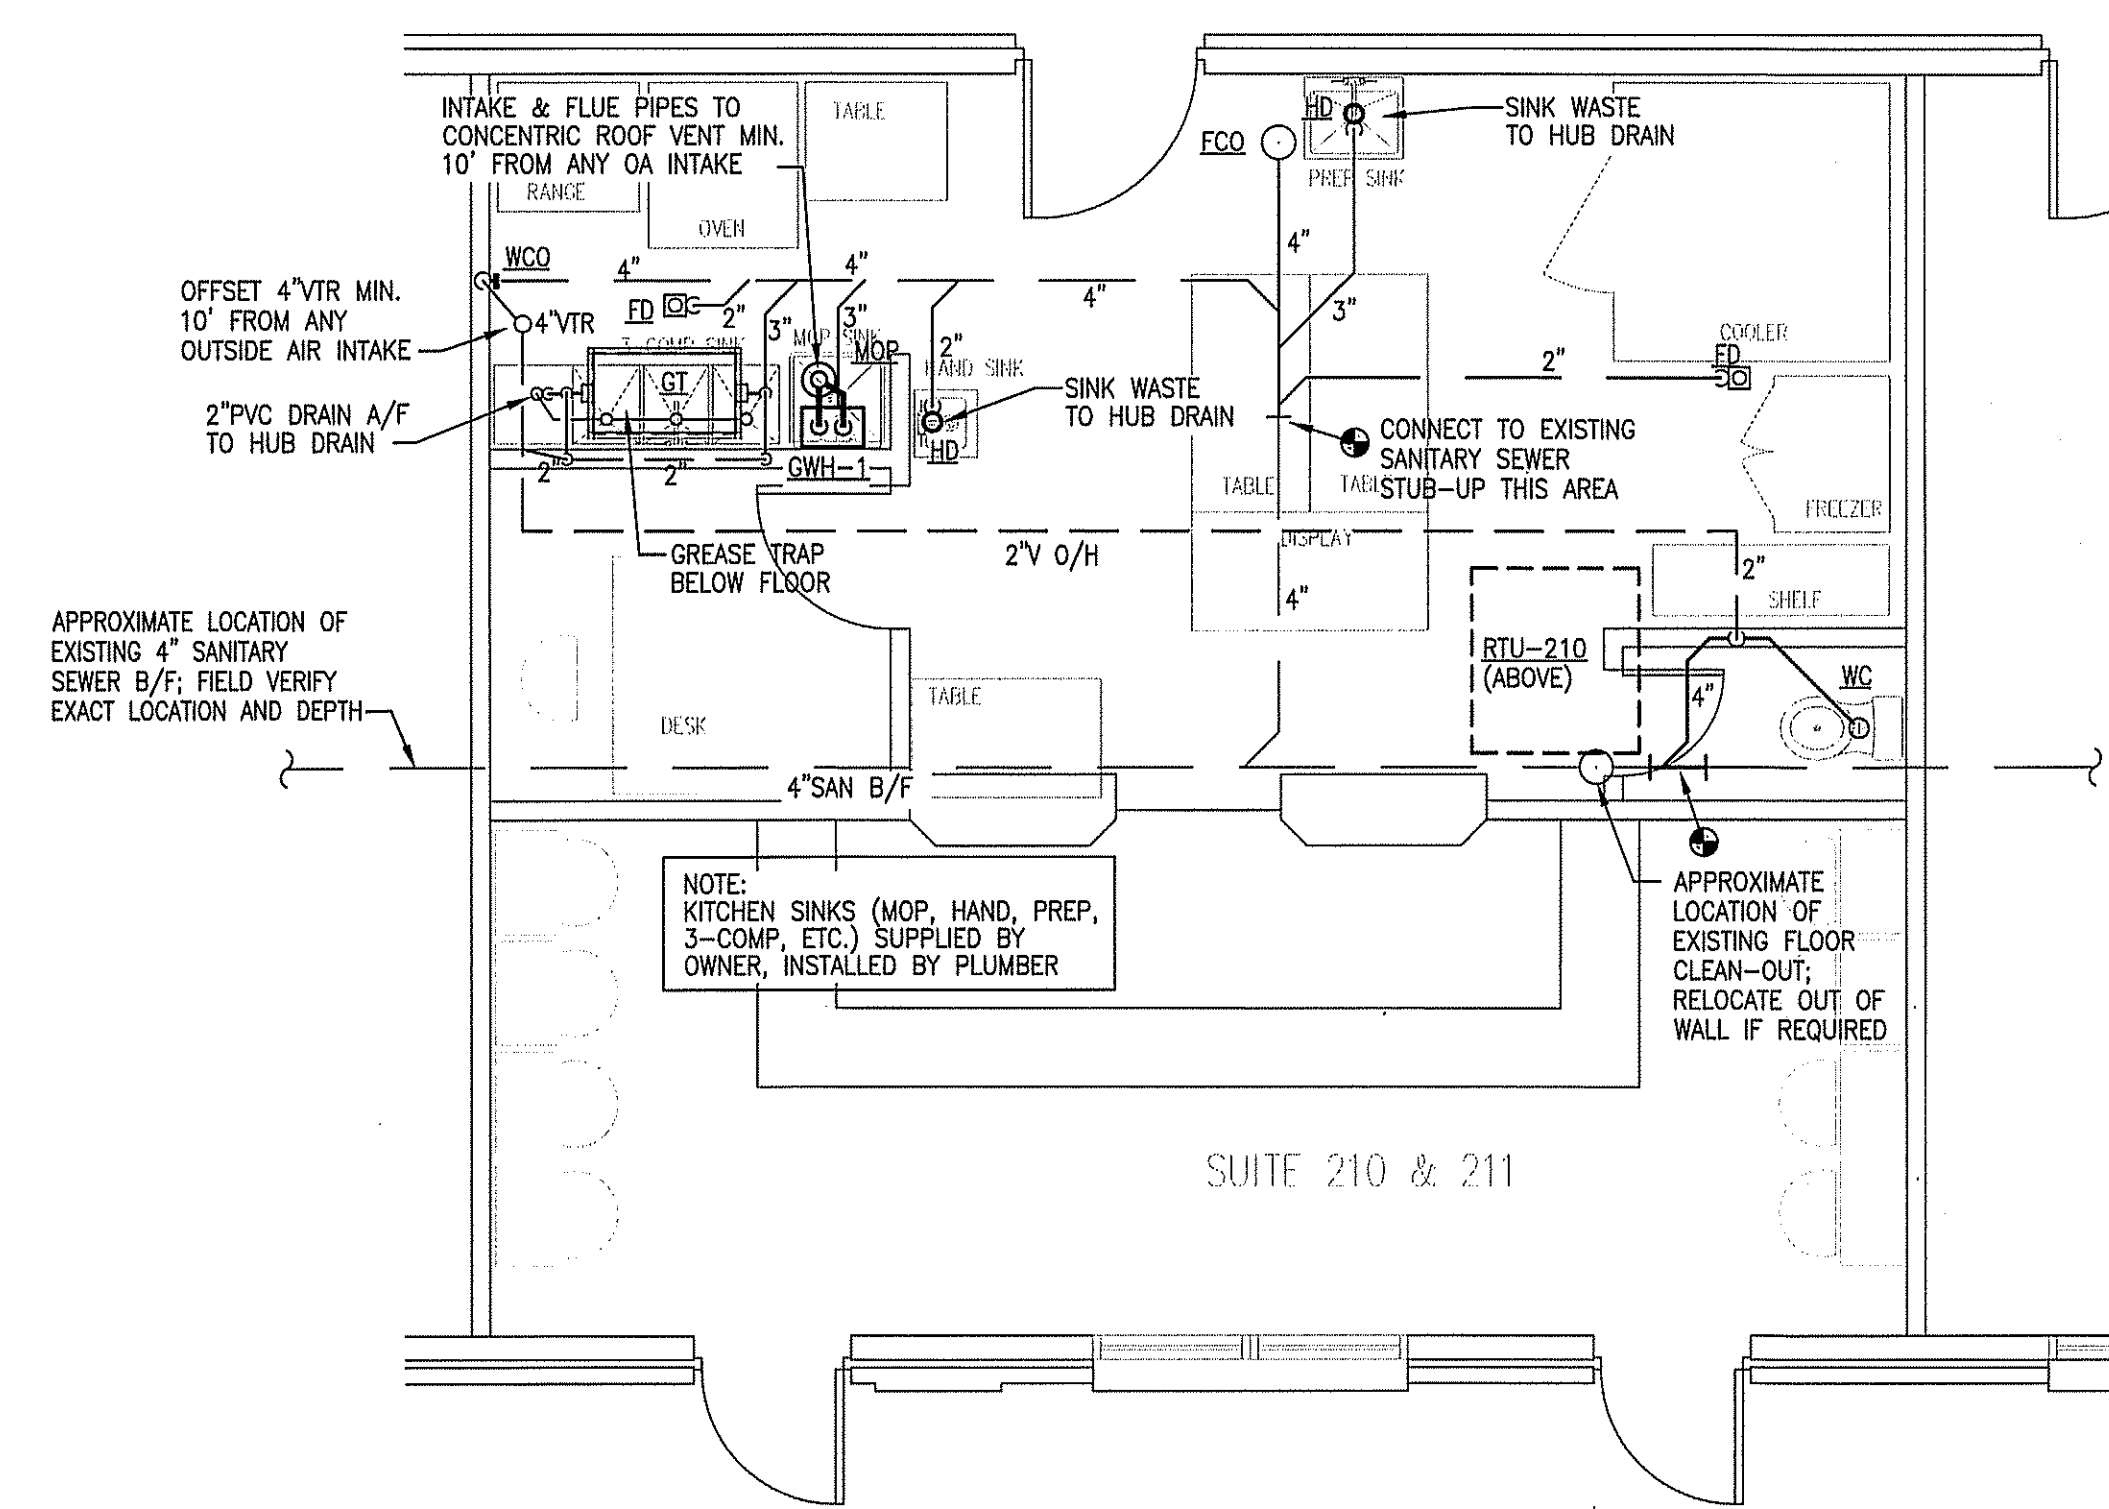 INTAKE & FLUE PIPES TO
CONCENTRIC ROOF VENT MIN.
10' FROM ANY OA INTAKE
RANGE
OVEN
TABLE
FCO
HD
SINK WASTE
TO HUB DRAIN
PREP SINK
4"
3"
COOLER
WCO
4"
4"
4"
OFFSET 4"VTR MIN.
10' FROM ANY
OUTSIDE AIR INTAKE
4"VTR
FD
2"
3"
3"
MOP SINK
MOP
2"
HAND SINK
HD
SINK WASTE
TO HUB DRAIN
COMP SINK
GT
2"PVC DRAIN A/F
TO HUB DRAIN
2"
2"
GWH-1
2"
FD
CONNECT TO EXISTING
SANITARY SEWER
STUB-UP THIS AREA
TABLE
TABLE
FREEZER
DISPLAY
GREASE TRAP
BELOW FLOOR
2"V O/H
2"
SHELF
4"
APPROXIMATE LOCATION OF
EXISTING 4" SANITARY
SEWER B/F; FIELD VERIFY
EXACT LOCATION AND DEPTH
RTU-210
(ABOVE)
WC
4"
DESK
TABLE
4"SAN B/F
NOTE:
KITCHEN SINKS (MOP, HAND, PREP,
3-COMP, ETC.) SUPPLIED BY
OWNER, INSTALLED BY PLUMBER
APPROXIMATE
LOCATION OF
EXISTING FLOOR
CLEAN-OUT;
RELOCATE OUT OF
WALL IF REQUIRED
SUITE 210 & 211